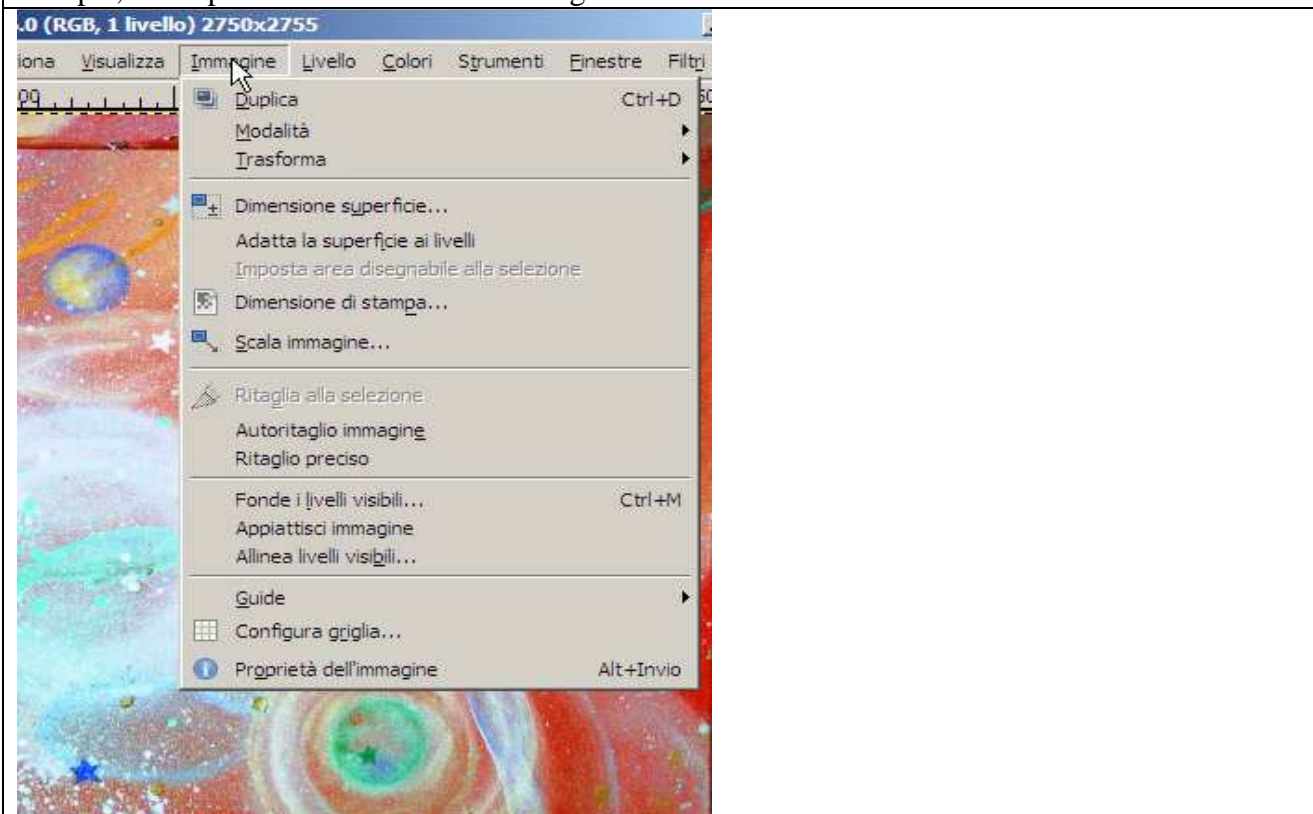 .0 (RGB, 1 livello) 2750x2755
iona Visualizza Immagine Livello Colori Strumenti Finestre Filtri
Duplica Ctrl+D
Modalità
Trasforma
Dimensione superficie...
Adatta la superficie ai livelli
Imposta area disegnabile alla selezione
Dimensione di stampa...
Scala immagine...
Ritaglia alla selezione
Autoritaglio immagine
Ritaglio preciso
Fonde i livelli visibili... Ctrl+M
Appiattisci immagine
Allinea livelli visibili...
Guide
Configura griglia...
Proprietà dell'immagine Alt+Invio